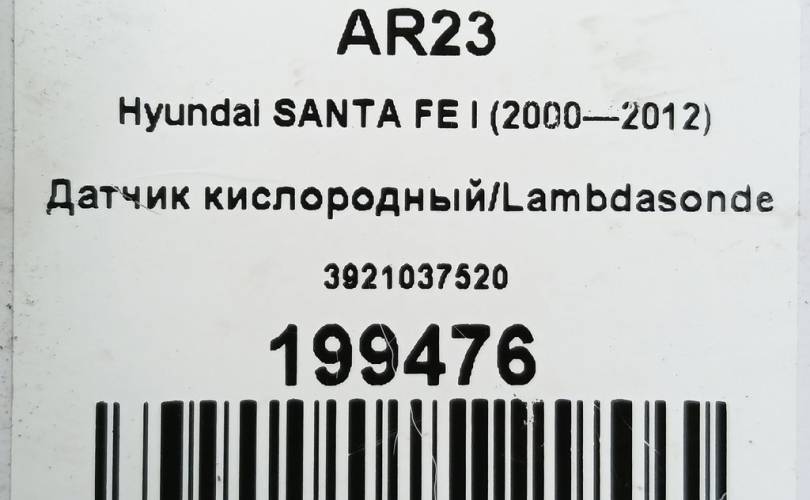 AR23
Hyundai SANTA FE I (2000—2012)
Датчик кислородный/Lambdasonde
3921037520
199476